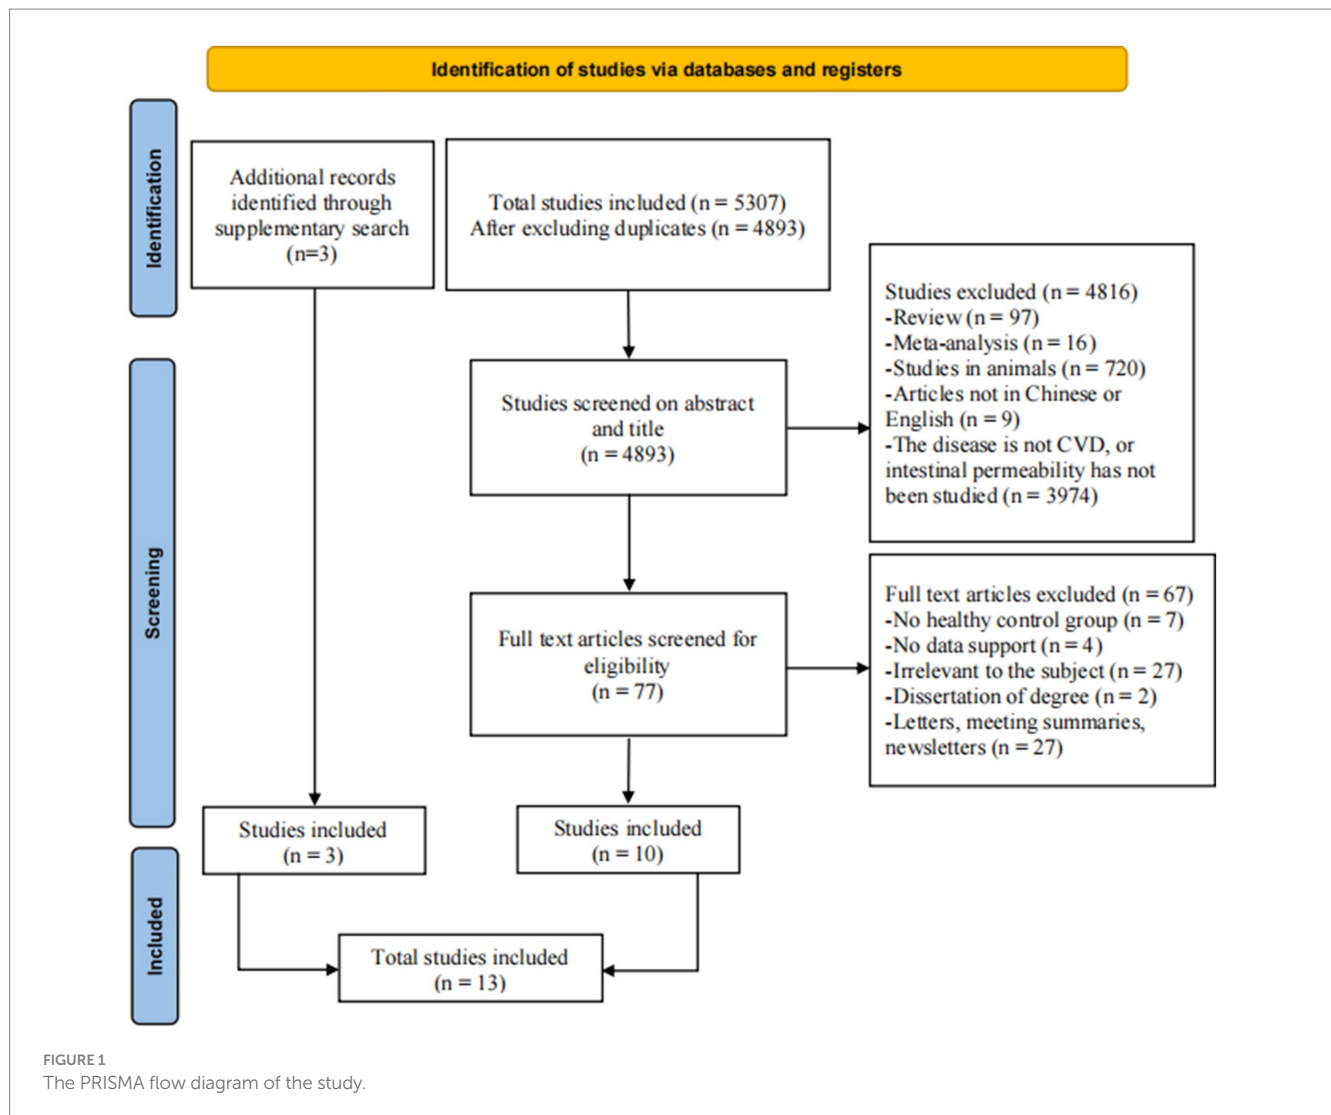 Identification of studies via databases and registers
Identification
Additional records
identified through
supplementary search
(n=3)
Total studies included (n = 5307)
After excluding duplicates (n = 4893)
Studies excluded (n = 4816)
-Review (n = 97)
-Meta-analysis (n = 16)
-Studies in animals (n = 720)
-Articles not in Chinese or
English (n = 9)
-The disease is not CVD, or
intestinal permeability has not
been studied (n = 3974)
Screening
Studies screened on abstract
and title
(n = 4893)
Full text articles screened for
eligibility
(n = 77)
Full text articles excluded (n = 67)
-No healthy control group (n = 7)
-No data support (n = 4)
-Irrelevant to the subject (n = 27)
-Dissertation of degree (n = 2)
-Letters, meeting summaries,
newsletters (n = 27)
Studies included
(n = 3)
Studies included
(n = 10)
Included
Total studies included
(n = 13)
FIGURE 1
The PRISMA flow diagram of the study.